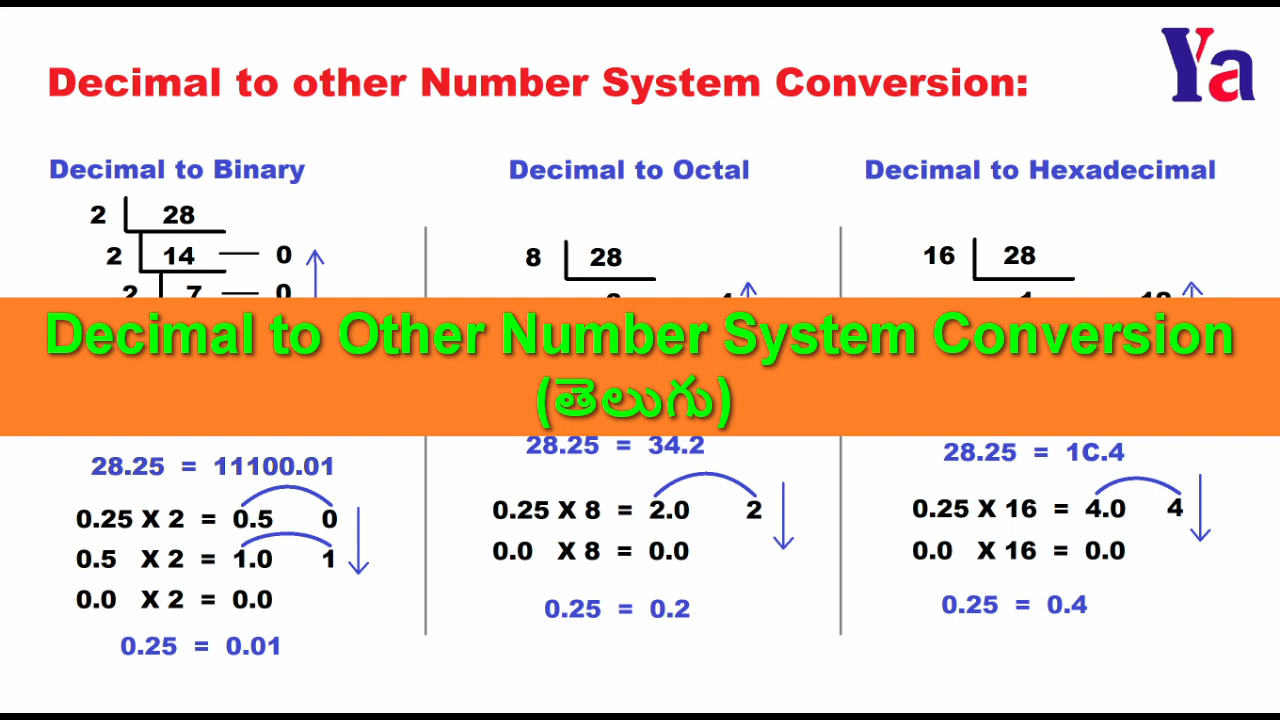 Ya
Decimal to other Number System Conversion:
Decimal to Binary
2 28
2 14 — 0
2 7 — 0
Decimal to Octal
8 28
Decimal to Hexadecimal
16 28
Decimal to Other Number System Conversion
(తెలుగు)
28.25 = 11100.01
0.25 X 2 = 0.5 0
0.5 X 2 = 1.0 1
0.0 X 2 = 0.0
0.25 = 0.01
28.25 = 34.2
0.25 X 8 = 2.0 2
0.0 X 8 = 0.0
0.25 = 0.2
28.25 = 1C.4
0.25 X 16 = 4.0 4
0.0 X 16 = 0.0
0.25 = 0.4